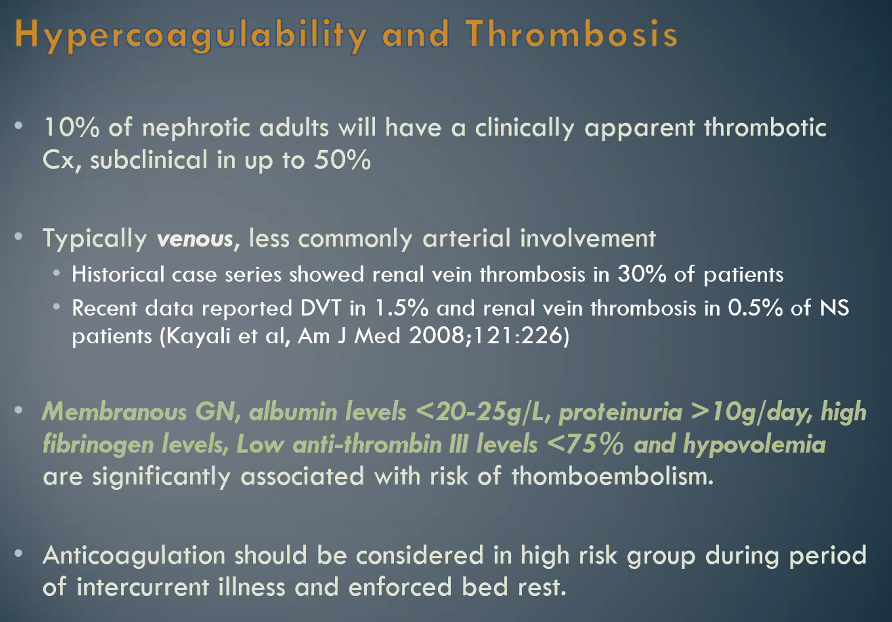 Hypercoagulability and Thrombosis
• 10% of nephrotic adults will have a clinically apparent thrombotic
Cx, subclinical in up to 50%
• Typically venous, less commonly arterial involvement
• Historical case series showed renal vein thrombosis in 30% of patients
• Recent data reported DVT in 1.5% and renal vein thrombosis in 0.5% of NS
patients (Kayali et al, Am J Med 2008;121:226)
• Membranous GN, albumin levels <20-25g/L, proteinuria >10g/day, high
fibrinogen levels, Low anti-thrombin III levels <75% and hypovolemia
are significantly associated with risk of thomboembolism.
• Anticoagulation should be considered in high risk group during period
of intercurrent illness and enforced bed rest.